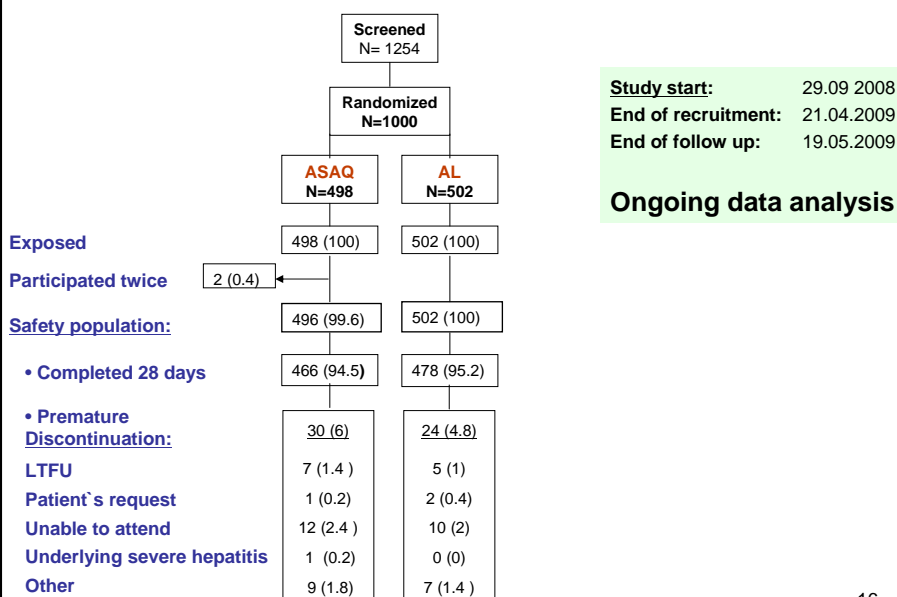 Screened
N= 1254
Randomized
N=1000
ASAQ
N=498
AL
N=502
Study start: 29.09 2008
End of recruitment: 21.04.2009
End of follow up: 19.05.2009
Ongoing data analysis
Exposed 498 (100) 502 (100)
Participated twice 2 (0.4)
Safety population: 496 (99.6) 502 (100)
• Completed 28 days 466 (94.5) 478 (95.2)
• Premature
Discontinuation: 30 (6) 24 (4.8)
LTFU 7 (1.4 ) 5 (1)
Patient`s request 1 (0.2) 2 (0.4)
Unable to attend 12 (2.4 ) 10 (2)
Underlying severe hepatitis 1 (0.2) 0 (0)
Other 9 (1.8) 7 (1.4 )